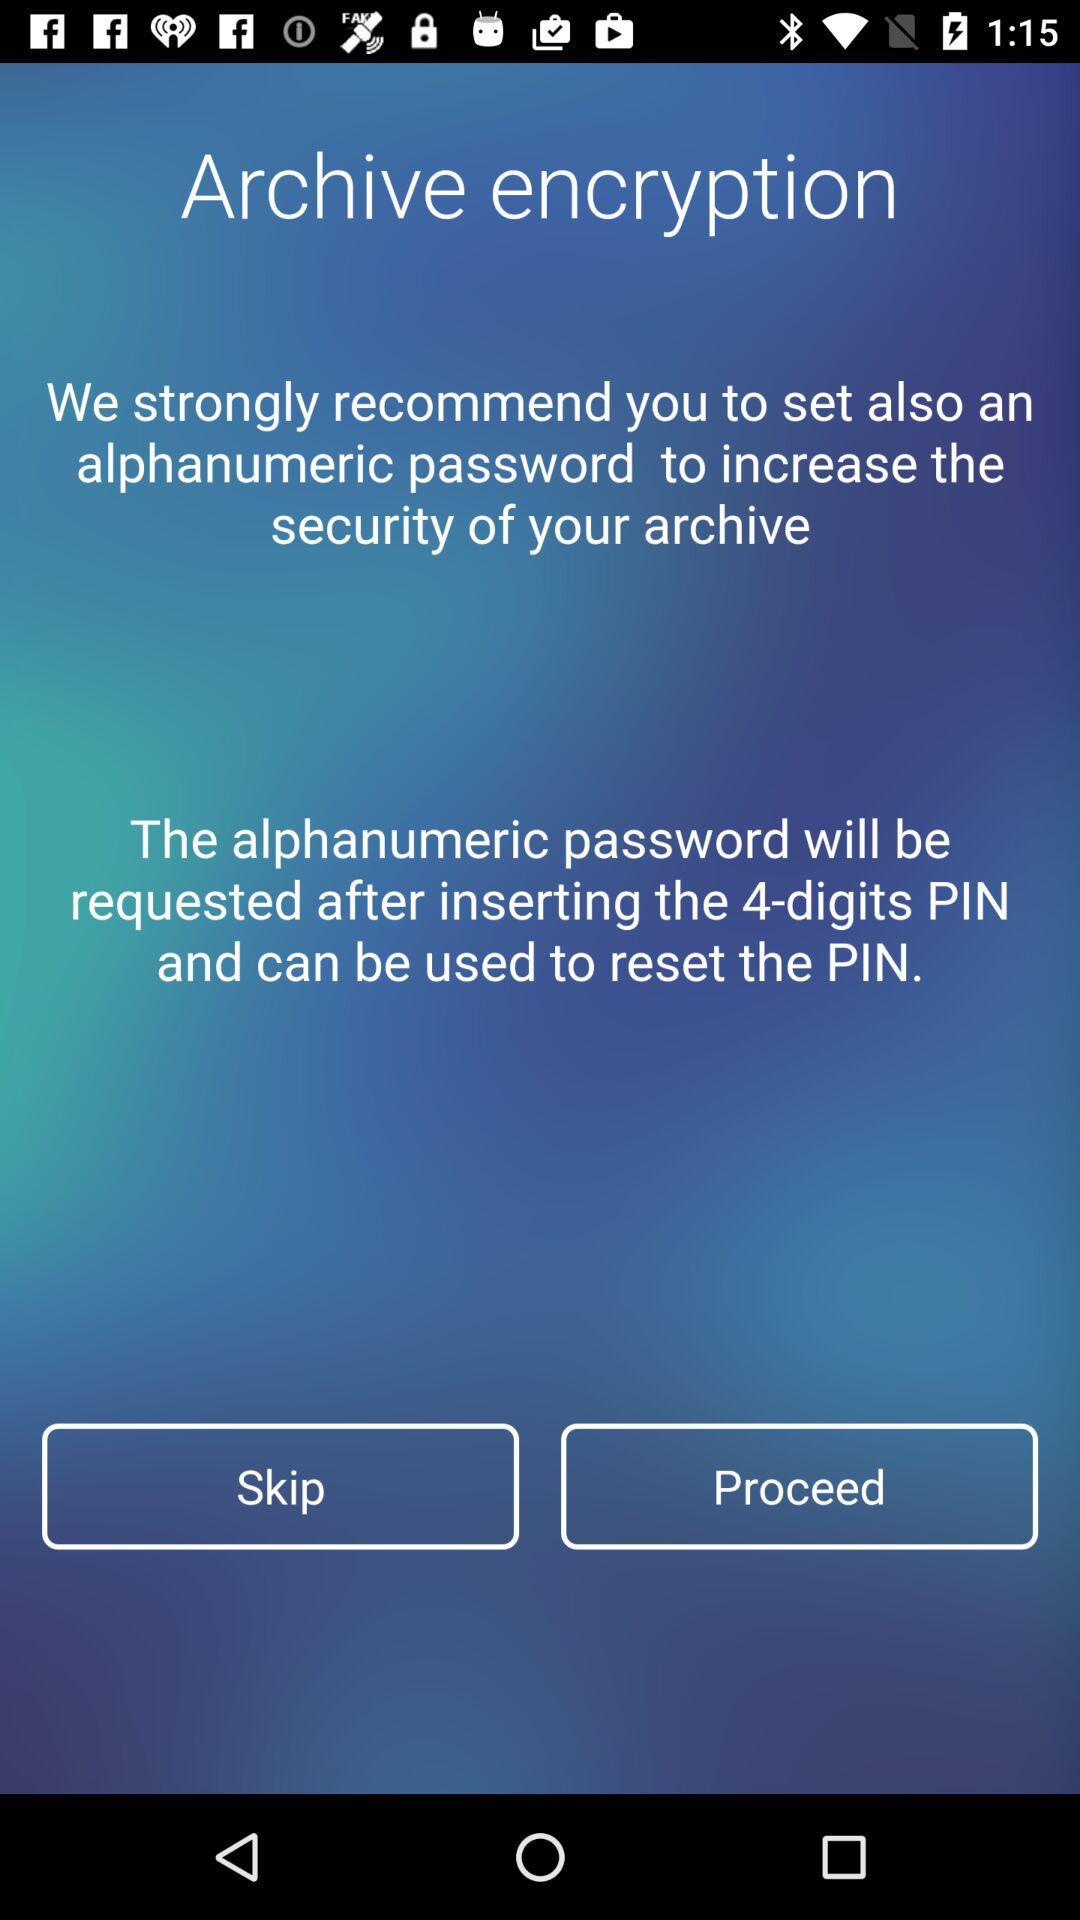 FAKE 1:15
Archive encryption
We strongly recommend you to set also an
alphanumeric password  to increase the
security of your archive
The alphanumeric password will be
requested after inserting the 4-digits PIN
and can be used to reset the PIN.
Skip Proceed